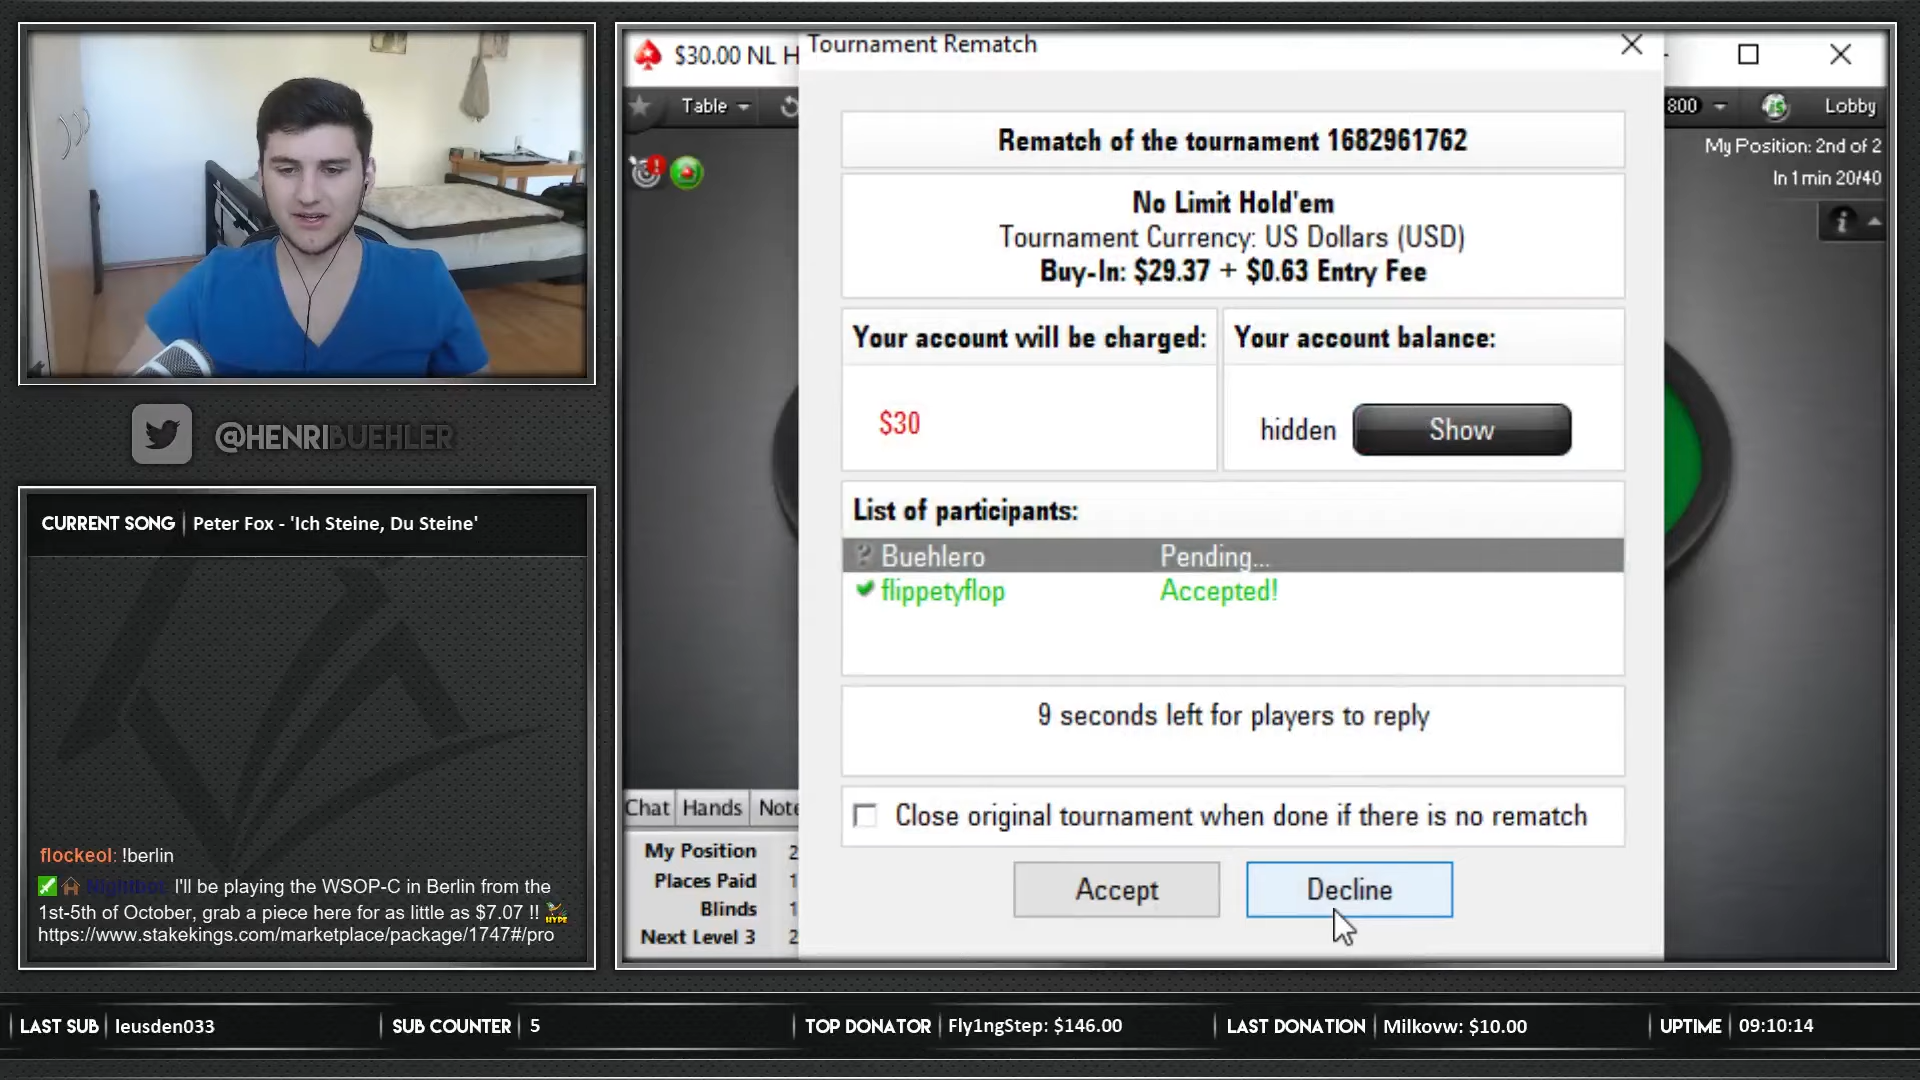 @HENRIBUEHLER
CURRENT SONG | Peter Fox - 'Ich Steine, Du Steine'
flockeol: !berlin
Nightbot: I'll be playing the WSOP-C in Berlin from the
1st-5th of October, grab a piece here for as little as $7.07 !! HYPE
https://www.stakekings.com/marketplace/package/1747#/pro
$30.00 NL H
Table
800
Lobby
My Position: 2nd of 2
In 1 min 20/40
Tournament Rematch
Rematch of the tournament 1682961762
No Limit Hold'em
Tournament Currency: US Dollars (USD)
Buy-In: $29.37 + $0.63 Entry Fee
Your account will be charged:
$30
Your account balance:
hidden Show
List of participants:
? Buehlero Pending...
flippetyflop Accepted!
9 seconds left for players to reply
Close original tournament when done if there is no rematch
Accept Decline
Chat Hands Note
My Position 2
Places Paid 1
Blinds 1
Next Level 3 2
LAST SUB | leusden033
SUB COUNTER | 5
TOP DONATOR | Fly1ngStep: $146.00
LAST DONATION | Milkovw: $10.00
UPTIME | 09:10:14